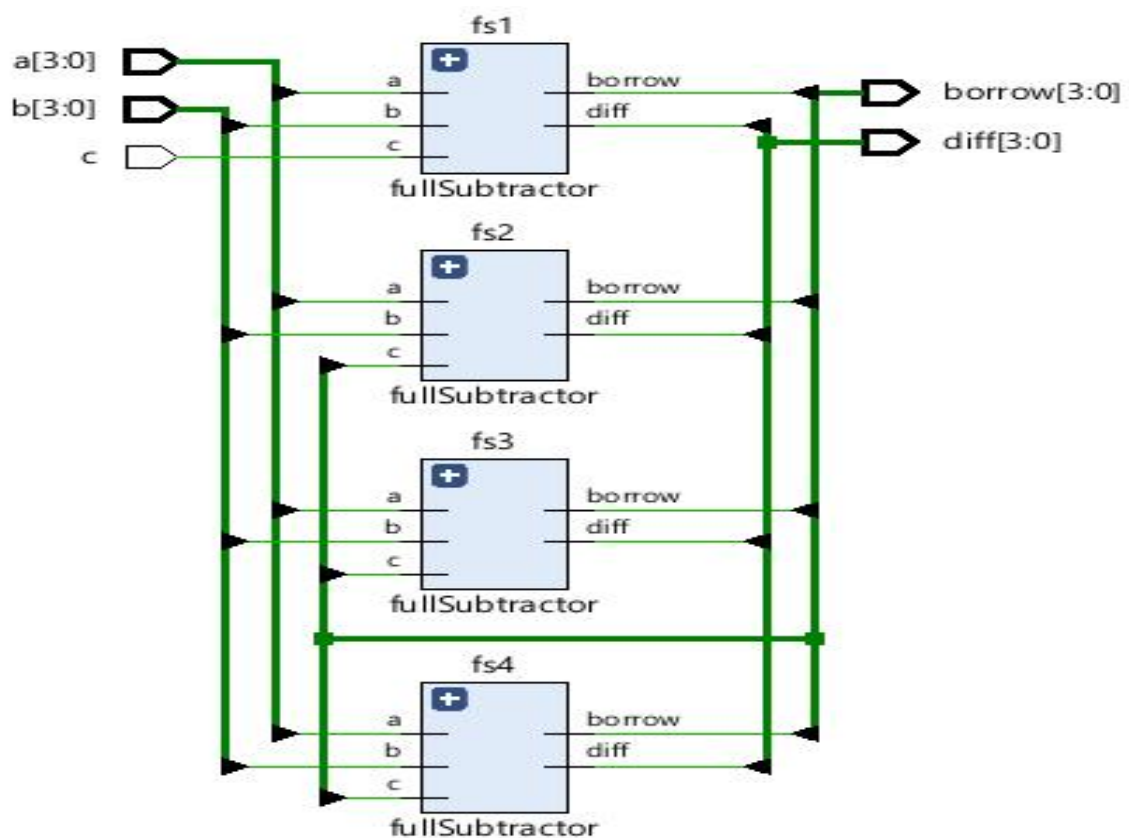 fs1
a[3:0]
b[3:0]
c
a
b
c
borrow
diff
borrow[3:0]
diff[3:0]
fullSubtractor
fs2
a
b
c
borrow
diff
fullSubtractor
fs3
a
b
c
borrow
diff
fullSubtractor
fs4
a
b
c
borrow
diff
fullSubtractor